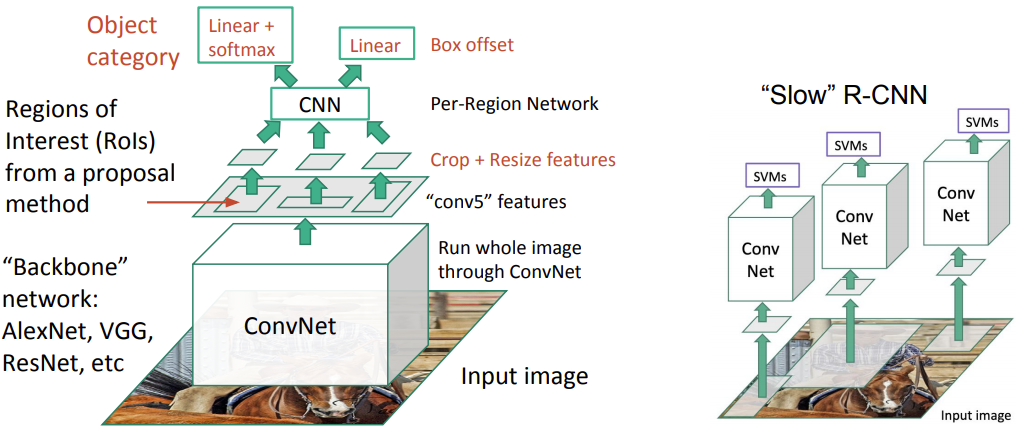 Object
category
Linear +
softmax
Linear
Box offset
CNN
Per-Region Network
Regions of
Interest (RoIs)
from a proposal
method
Crop + Resize features
“conv5” features
Run whole image
through ConvNet
“Backbone”
network:
AlexNet, VGG,
ResNet, etc
ConvNet
Input image
“Slow” R-CNN
SVMs
SVMs
SVMs
Conv
Net
Conv
Net
Conv
Net
Input image